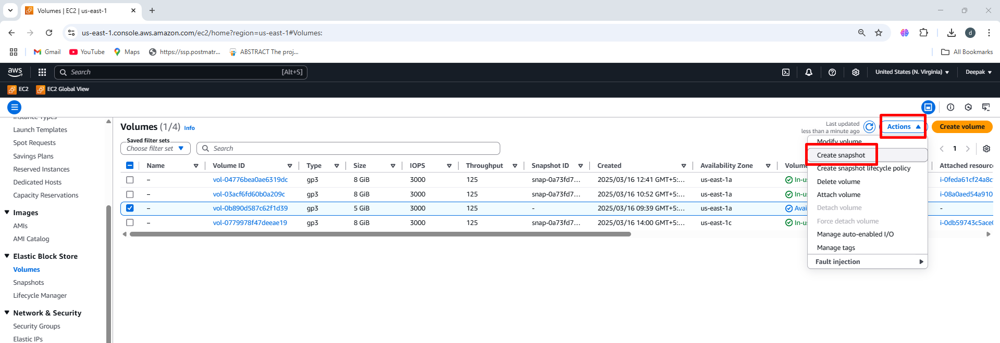 Volumes | EC2 | us-east-1
us-east-1.console.aws.amazon.com/ec2/home?region=us-east-1#Volumes:
d
Gmail YouTube Maps https://ssp.postmatr... ABSTRACT The proj... All Bookmarks
aws Search [Alt+S] United States (N. Virginia) Deepak
EC2 EC2 Global View
Instance Types
Launch Templates
Spot Requests
Savings Plans
Reserved Instances
Dedicated Hosts
Capacity Reservations
Images
AMIs
AMI Catalog
Elastic Block Store
Volumes
Snapshots
Lifecycle Manager
Network & Security
Security Groups
Elastic IPs
Volumes (1/4) Info
Last updated
less than a minute ago
Actions
Create volume
Saved filter sets
Choose filter set
Search
1
Name Volume ID Type Size IOPS Throughput Snapshot ID Created Availability Zone Volum Attached resourc
– vol-04776bea0ae6319dc gp3 8 GiB 3000 125 snap-0a73fd7... 2025/03/16 12:41 GMT+5:... us-east-1a In-u i-0feda61cf24a8c
– vol-03acf6fd60b0a209c gp3 8 GiB 3000 125 snap-0a73fd7... 2025/03/16 10:52 GMT+5:... us-east-1a In-u i-08a0aed54a910
– vol-0b890d587c62f1d39 gp3 5 GiB 3000 125 - 2025/03/16 09:39 GMT+5:... us-east-1a Avai -
– vol-0779978f47deeae19 gp3 8 GiB 3000 125 snap-0a73fd7... 2025/03/16 14:00 GMT+5:... us-east-1c In-u i-0db59743c5ace
Modify volume
Create snapshot
Create snapshot lifecycle policy
Delete volume
Attach volume
Detach volume
Force detach volume
Manage auto-enabled I/O
Manage tags
Fault injection